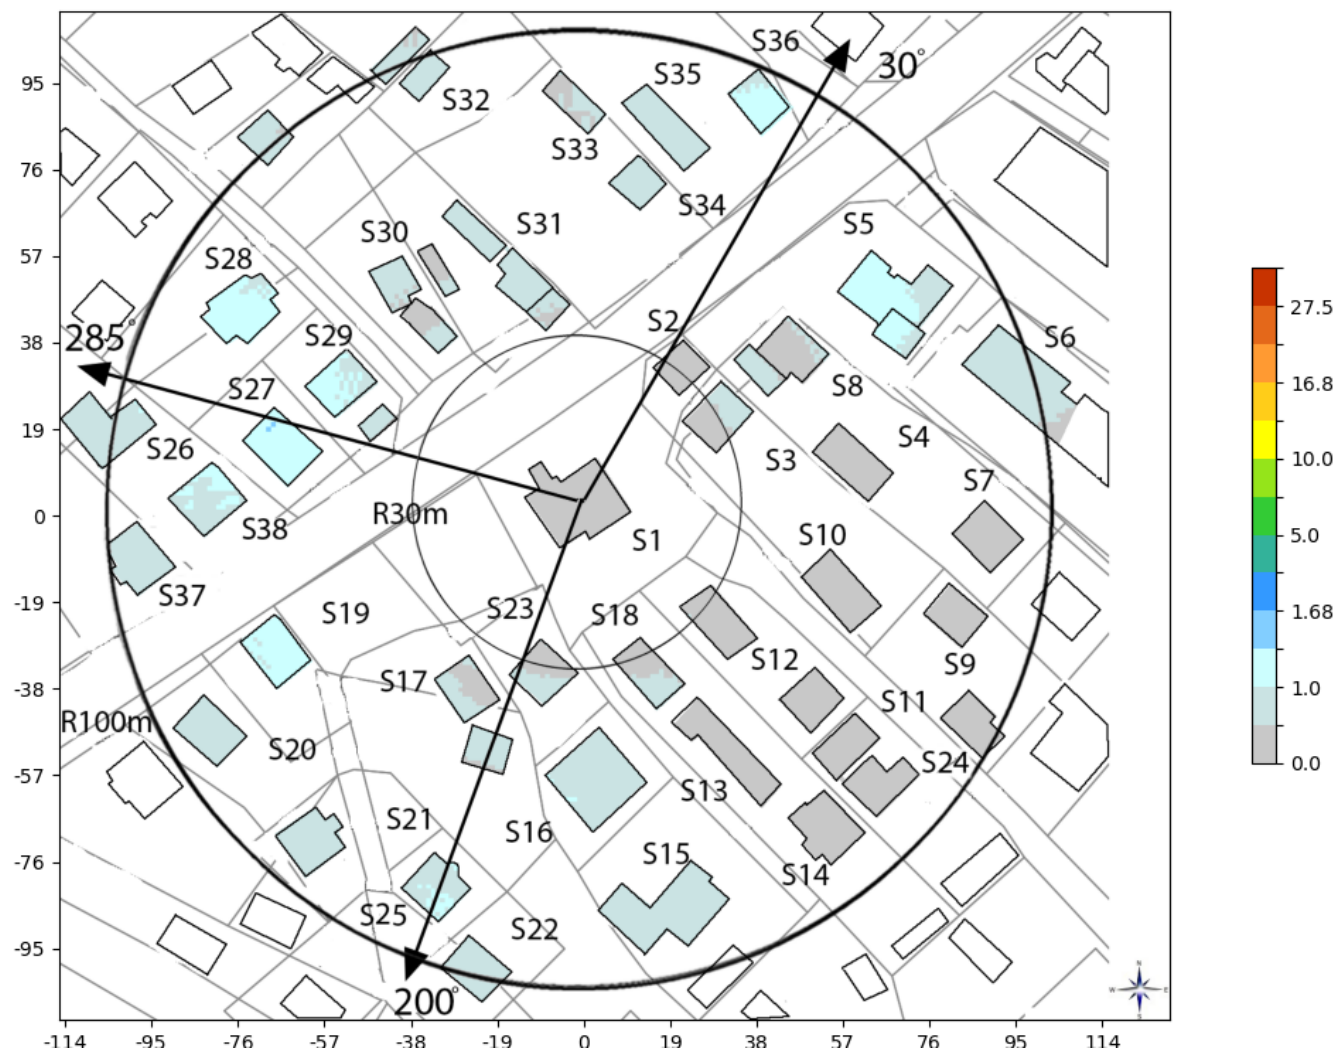 S36
30°
95
S35
S32
S33
76
S34
S31
S5
S30
57
S28
27.5
S2
285°
S29
S6
38
16.8
S27
S8
19
S4
S26
S3
10.0
S7
0
R30m
S38
S1
S10
5.0
S37
-19
S19
S23
S18
1.68
S12
S9
-38
S17
1.0
S11
R100m
S20
-57
S24
0.0
S13
S21
S16
-76
S15
S14
S25
S22
-95
200°
N
W
E
S
-114 -95 -76 -57 -38 -19 0 19 38 57 76 95 114